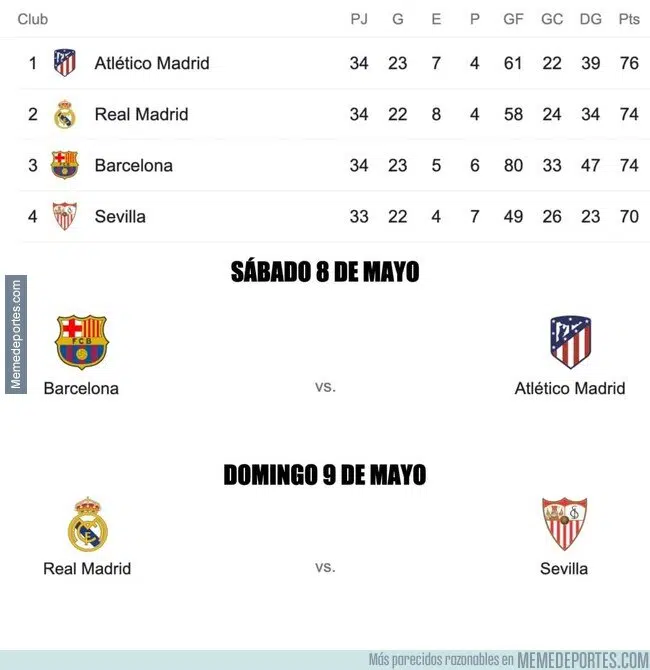 Club PJ G E P GF GC DG Pts
1 Atlético Madrid 34 23 7 4 61 22 39 76
2 Real Madrid 34 22 8 4 58 24 34 74
3 Barcelona 34 23 5 6 80 33 47 74
4 Sevilla 33 22 4 7 49 26 23 70
SÁBADO 8 DE MAYO
Memedeportes.com
FCB
Barcelona vs. Atlético Madrid
DOMINGO 9 DE MAYO
Real Madrid vs. Sevilla
Más parecidos razonables en MEMEDEPORTES.COM